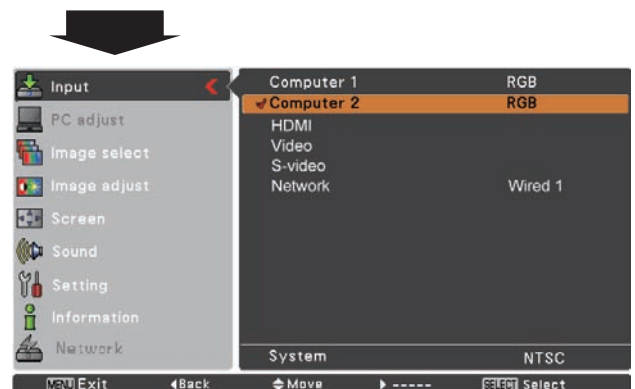 Input
PC adjust
Image select
Image adjust
Screen
Sound
Setting
Information
Network
Computer 1 RGB
Computer 2 RGB
HDMI
Video
S-video
Network Wired 1
System NTSC
MENU Exit ◀Back Move ▶ ----- SELECT Select